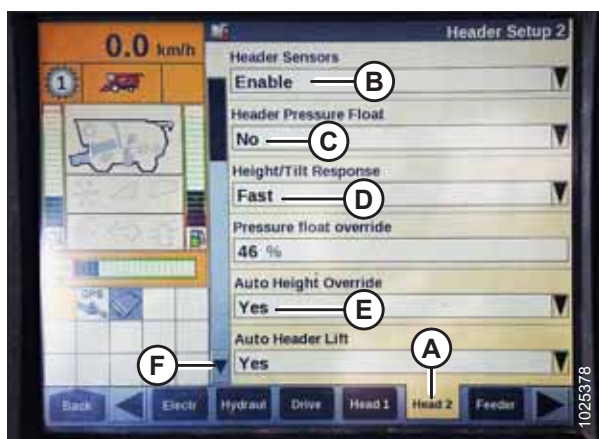 0.0 km/h
Header Setup 2
1
Header Sensors
Enable
B
Header Pressure Float
No
C
Height/Tilt Response
Fast
D
Pressure float override
46 %
GPS
Auto Height Override
Yes
E
Auto Header Lift
Yes
F
A
Back Electr Hydraul Drive Head 1 Head 2 Feeder
1025378